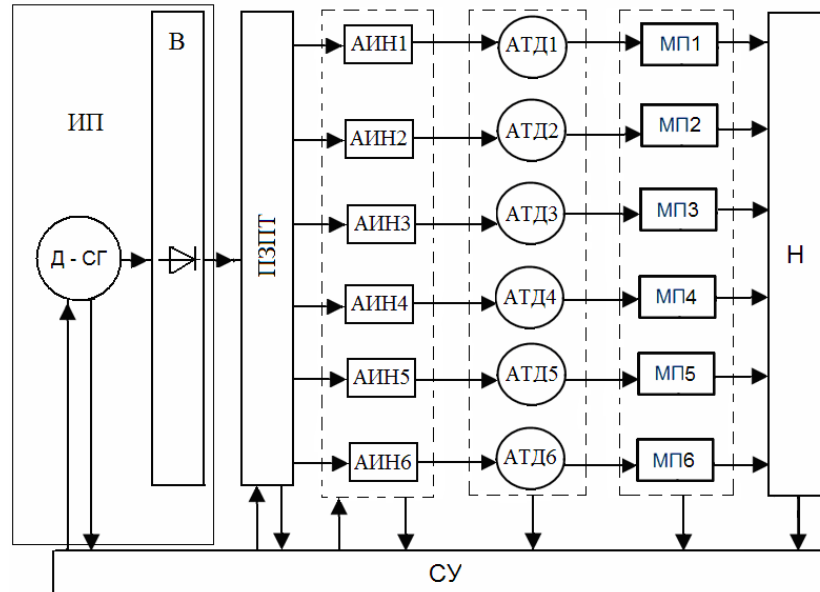 ИП
В
Д - СГ
ПЗПТ
АИН1
АИН2
АИН3
АИН4
АИН5
АИН6
АТД1
АТД2
АТД3
АТД4
АТД5
АТД6
МП1
МП2
МП3
МП4
МП5
МП6
Н
СУ